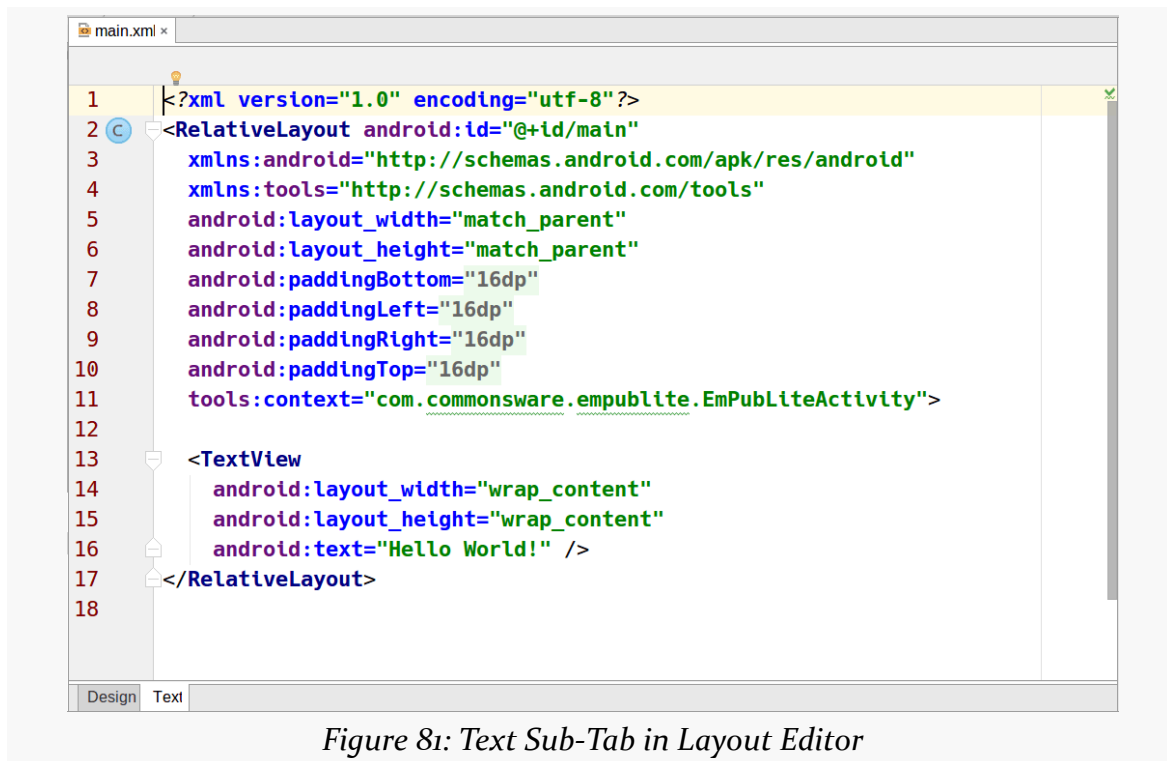 main.xml ×
1 <?xml version="1.0" encoding="utf-8"?>
2 C <RelativeLayout android:id="@+id/main"
3 xmlns:android="http://schemas.android.com/apk/res/android"
4 xmlns:tools="http://schemas.android.com/tools"
5 android:layout_width="match_parent"
6 android:layout_height="match_parent"
7 android:paddingBottom="16dp"
8 android:paddingLeft="16dp"
9 android:paddingRight="16dp"
10 android:paddingTop="16dp"
11 tools:context="com.commonsware.empublite.EmPubLiteActivity">
12
13 <TextView
14 android:layout_width="wrap_content"
15 android:layout_height="wrap_content"
16 android:text="Hello World!" />
17 </RelativeLayout>
18
Design Text
Figure 81: Text Sub-Tab in Layout Editor